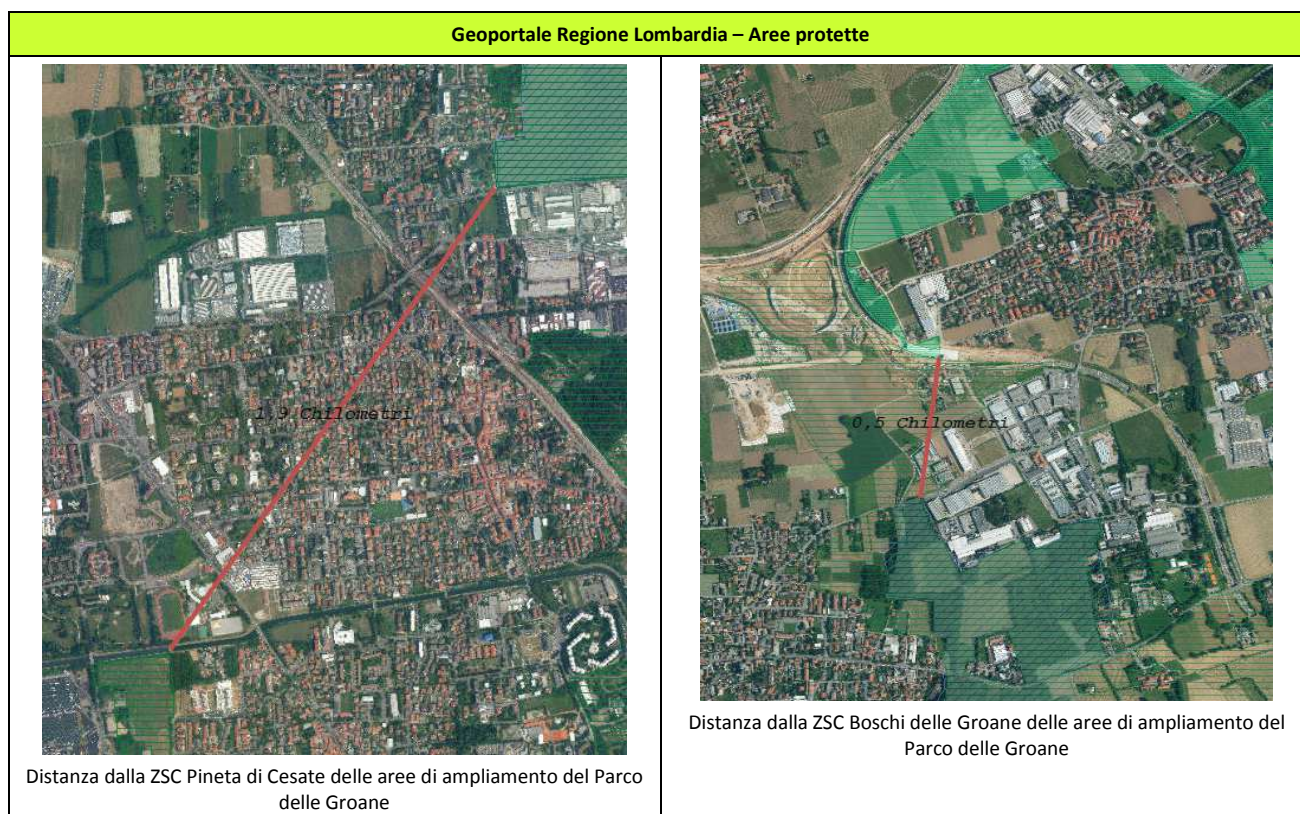 Geoportale Regione Lombardia – Aree protette
1,9 Chilometri
Distanza dalla ZSC Pineta di Cesate delle aree di ampliamento del Parco
delle Groane
0,5 Chilometri
Distanza dalla ZSC Boschi delle Groane delle aree di ampliamento del
Parco delle Groane